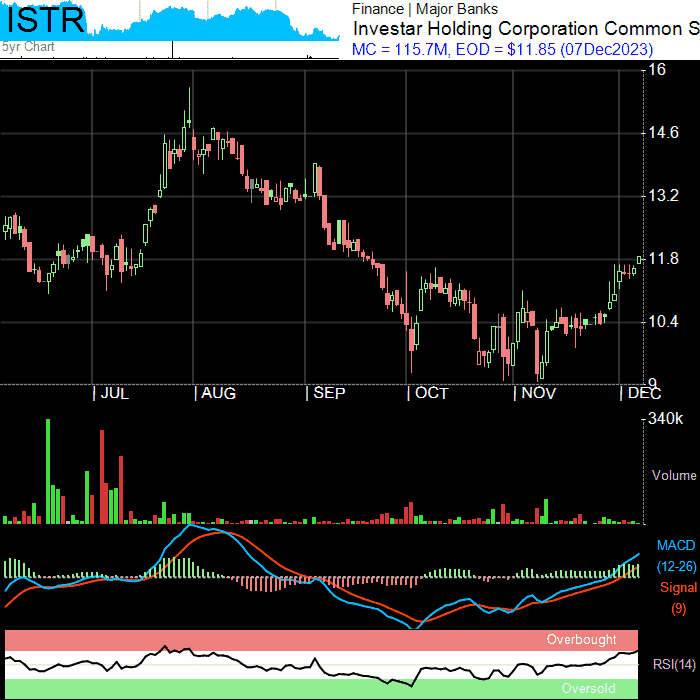 ISTR
5yr Chart
Finance | Major Banks
Investar Holding Corporation Common S
MC = 115.7M, EOD = $11.85 (07Dec2023)
16
14.6
13.2
11.8
10.4
9
JUL AUG SEP OCT NOV DEC
340k
Volume
MACD
(12-26)
Signal
(9)
Overbought
RSI(14)
Oversold